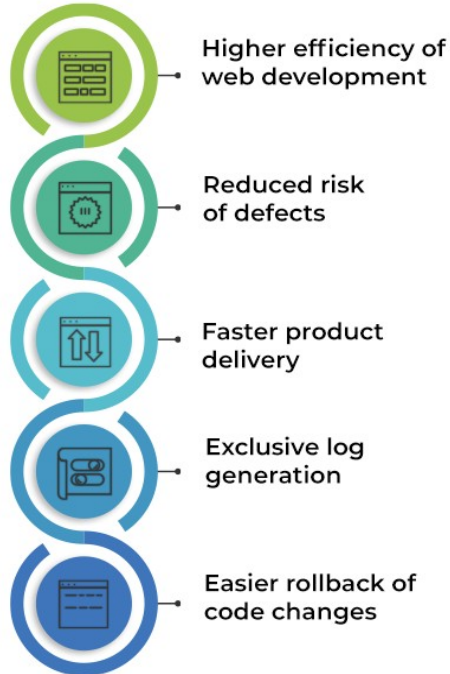 Higher efficiency of
web development
Reduced risk
of defects
Faster product
delivery
Exclusive log
generation
Easier rollback of
code changes